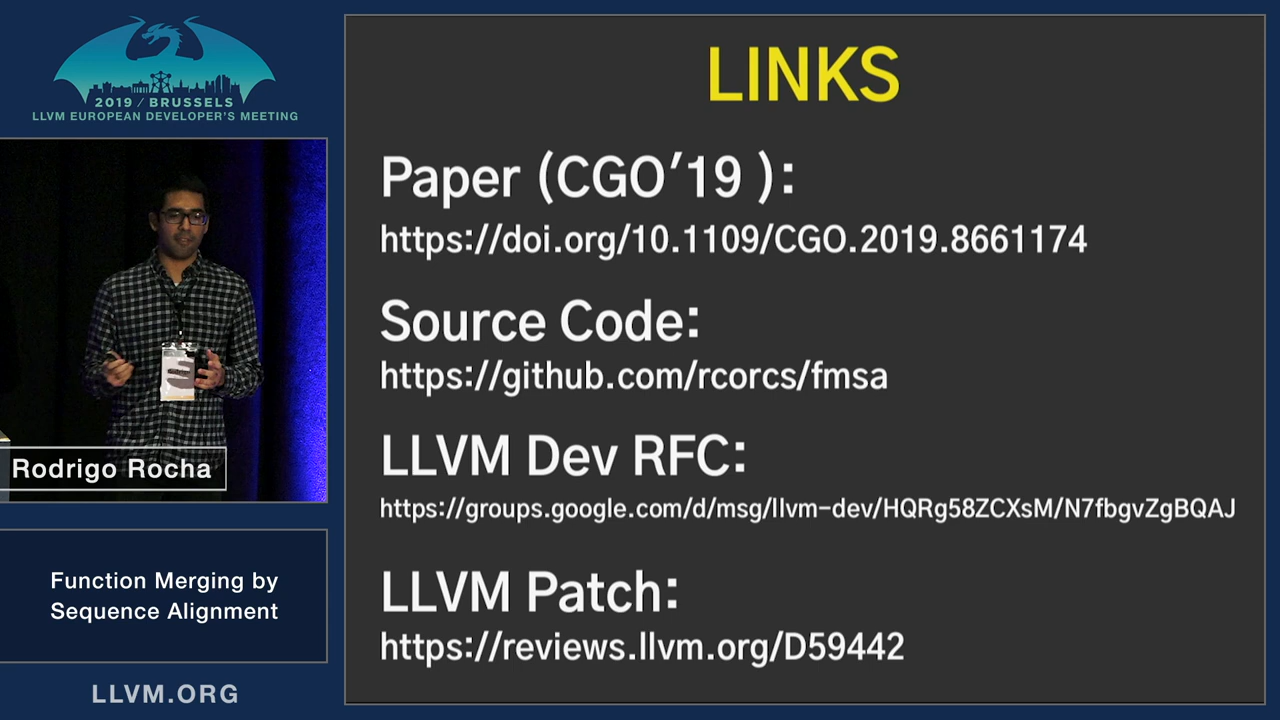 2019 / BRUSSELS
LLVM EUROPEAN DEVELOPER'S MEETING
Rodrigo Rocha
Function Merging by
Sequence Alignment
LLVM.ORG
LINKS
Paper (CGO'19 ):
https://doi.org/10.1109/CGO.2019.8661174
Source Code:
https://github.com/rcorcs/fmsa
LLVM Dev RFC:
https://groups.google.com/d/msg/llvm-dev/HQRg58ZCXsM/N7fbgvZgBQAJ
LLVM Patch:
https://reviews.llvm.org/D59442